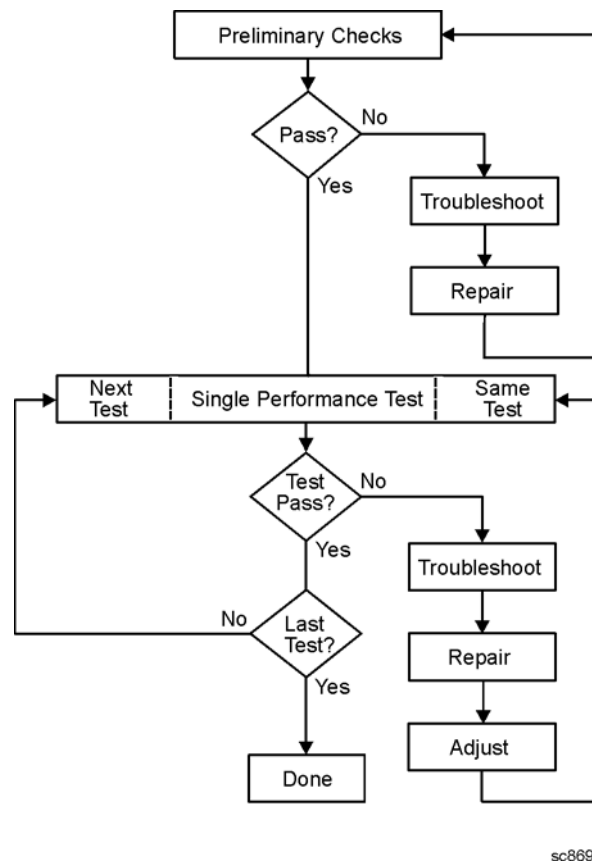 Preliminary Checks
Pass?
No
Yes
Troubleshoot
Repair
Next
Test
Single Performance Test
Same
Test
Test
Pass?
No
Yes
Troubleshoot
No
Last
Test?
Yes
Repair
Adjust
Done
sc869